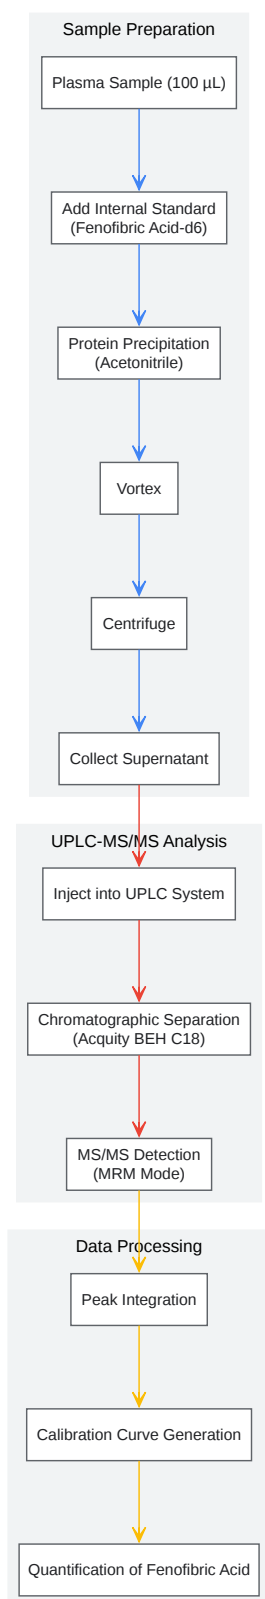 Sample Preparation
Plasma Sample (100 µL)
Add Internal Standard
(Fenofibric Acid-d6)
Protein Precipitation
(Acetonitrile)
Vortex
Centrifuge
Collect Supernatant
UPLC-MS/MS Analysis
Inject into UPLC System
Chromatographic Separation
(Acquity BEH C18)
MS/MS Detection
(MRM Mode)
Data Processing
Peak Integration
Calibration Curve Generation
Quantification of Fenofibric Acid